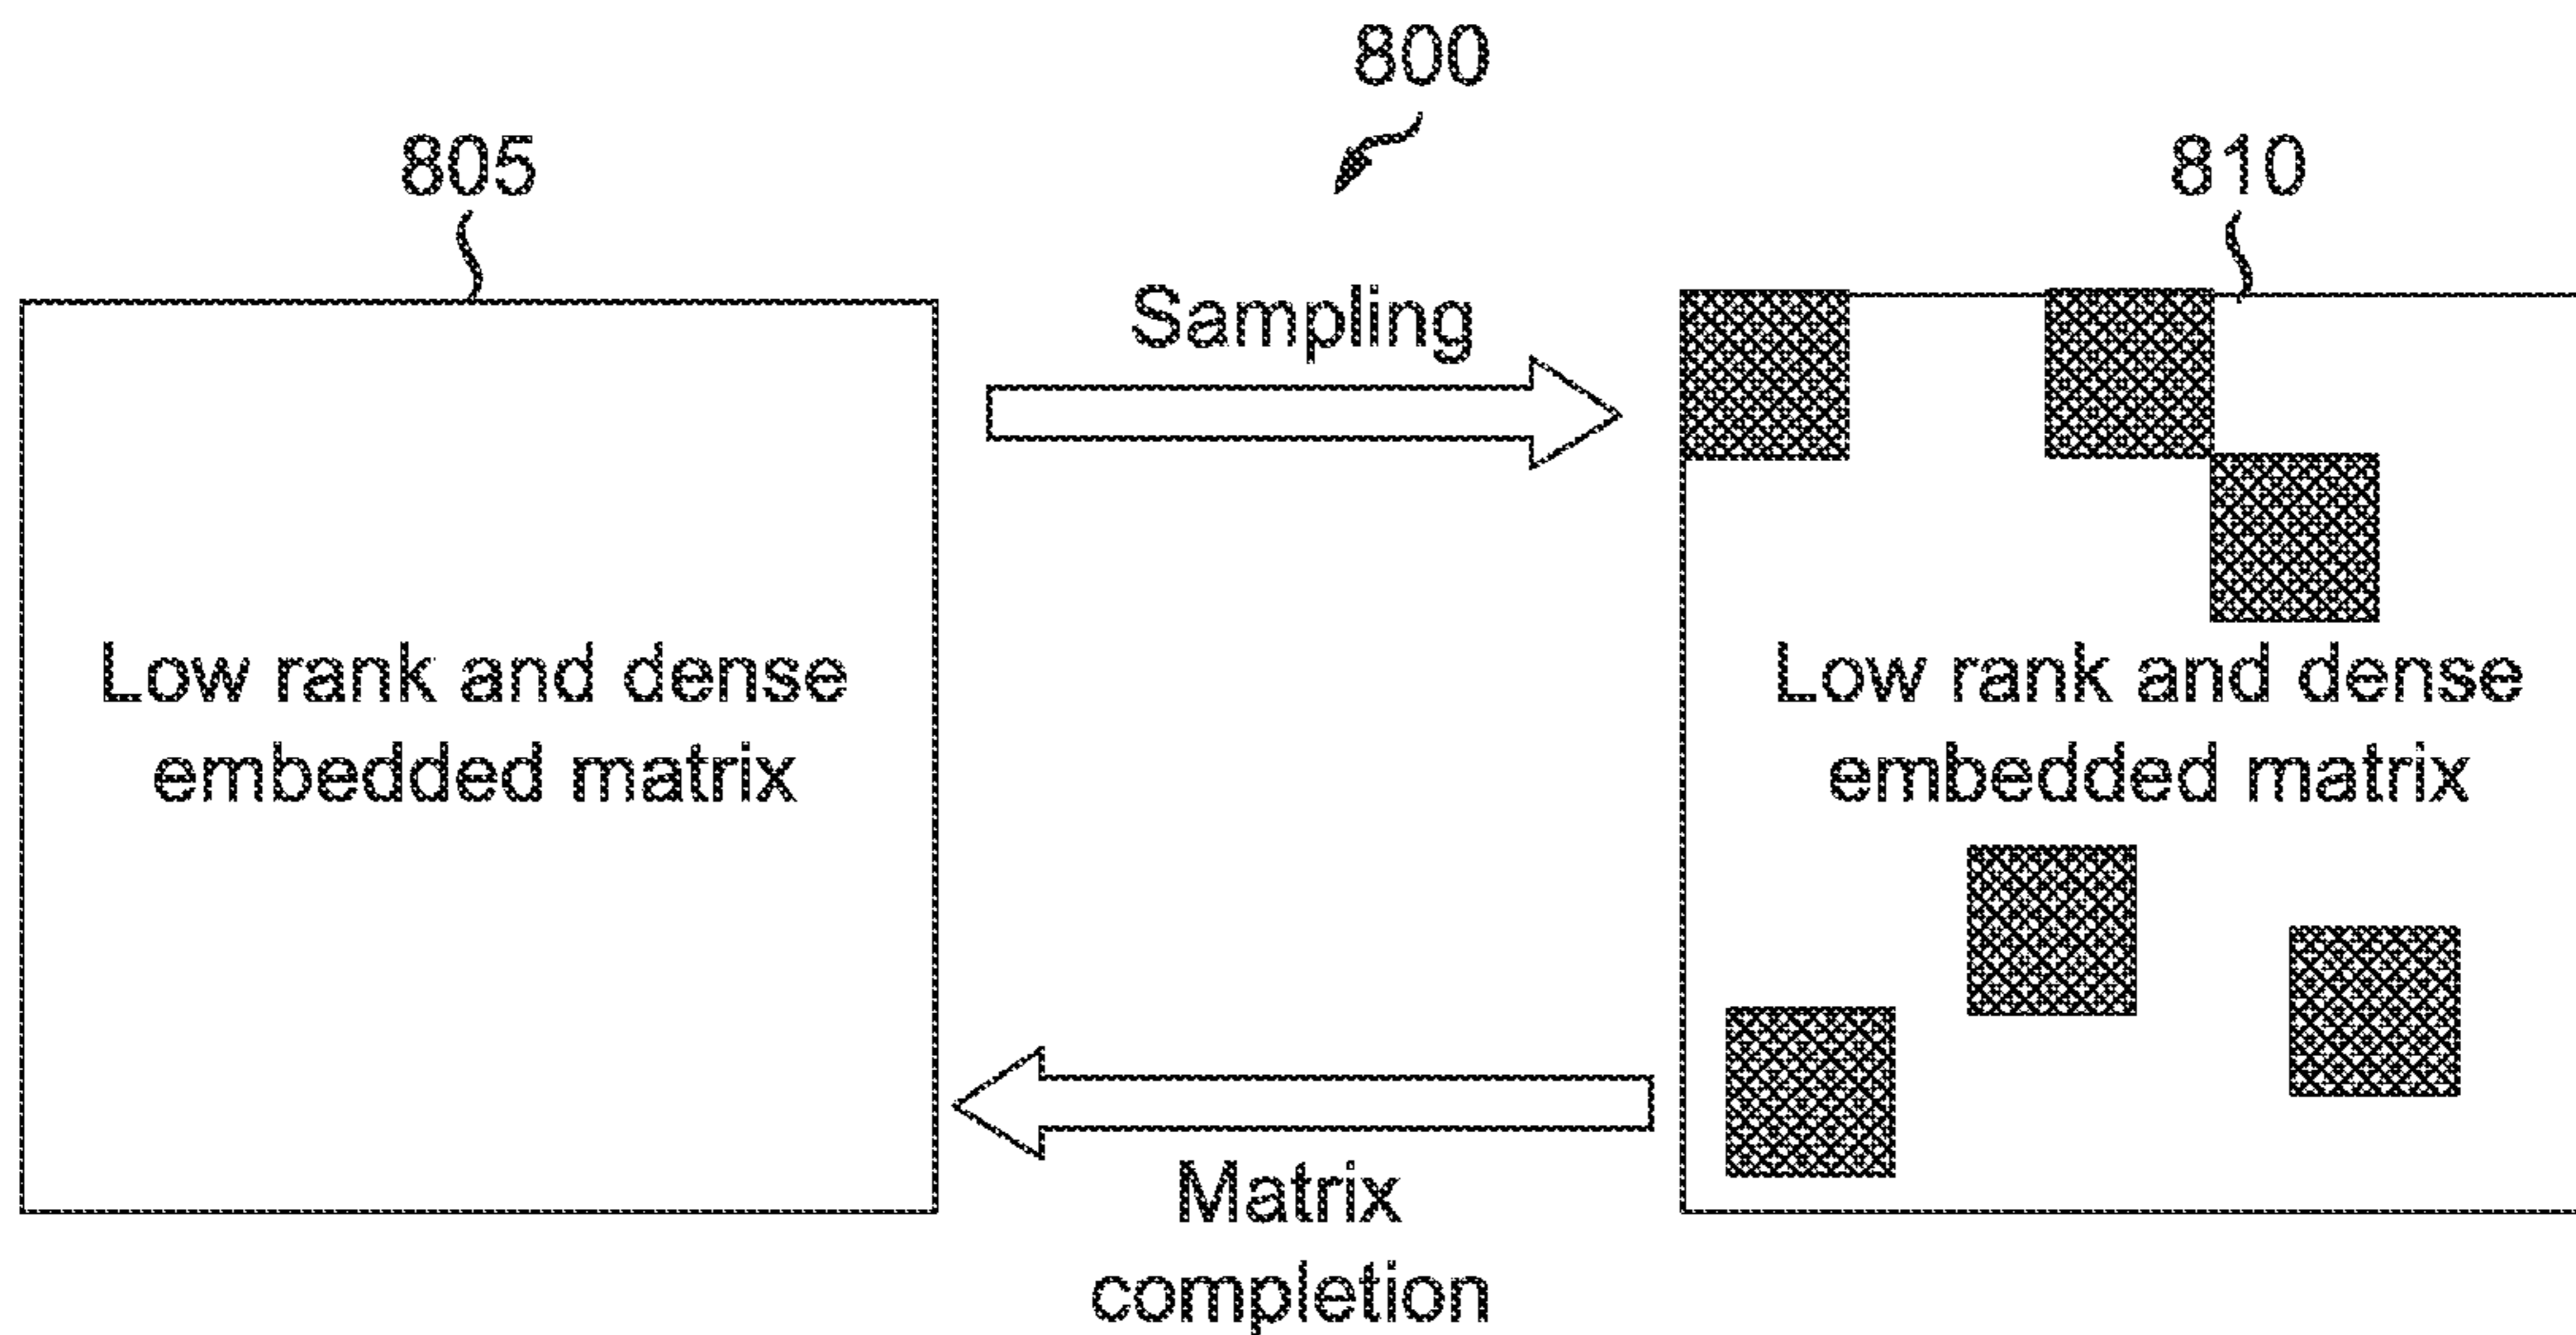 800
805
810
Sampling
Low rank and dense
embedded matrix
Low rank and dense
embedded matrix
Matrix
completion